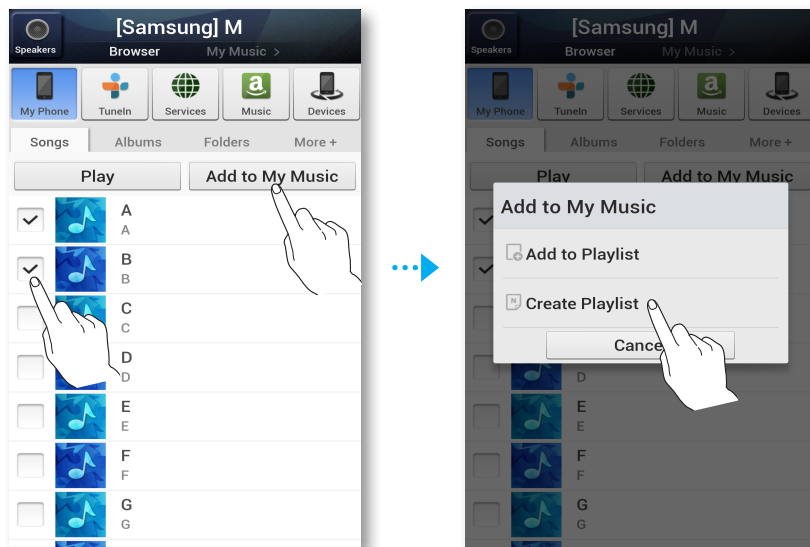 [Samsung] M
Speakers
Browser My Music >
My Phone TuneIn Services Music Devices
Songs Albums Folders More +
Play Add to My Music
A
A
B
B
C
C
D
D
E
E
F
F
G
G
[Samsung] M
Speakers
Browser My Music >
My Phone TuneIn Services Music Devices
Songs Albums Folders More +
Play Add to My Music
Add to My Music
Add to Playlist
N Create Playlist
Cance
D
E
E
F
F
G
G